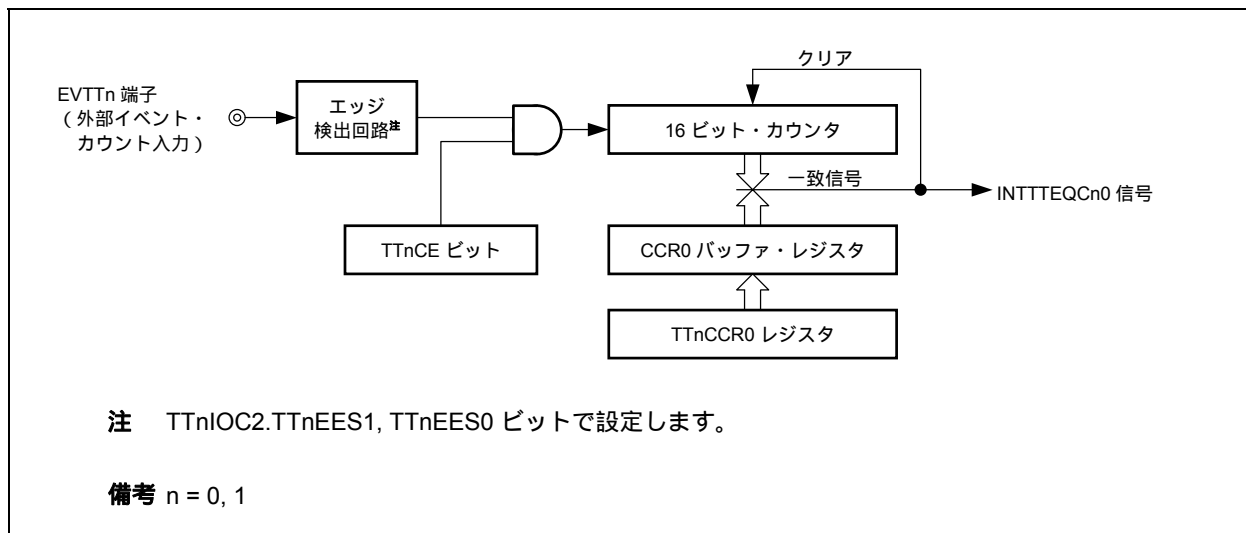 クリア
EVTTn 端子
(外部イベント・
カウント入力)
エッジ
検出回路注
16 ビット・カウンタ
一致信号
INTTTEQCn0 信号
TTnCE ビット
CCR0 バッファ・レジスタ
TTnCCR0 レジスタ
注 TTnIOC2.TTnEES1, TTnEES0 ビットで設定します。
備考 n = 0, 1